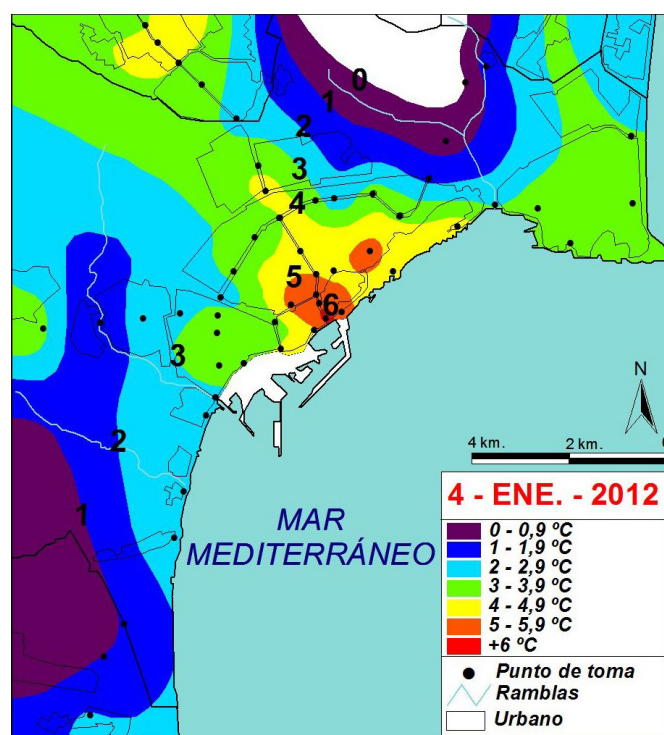 0
1
2
3
4
5
6
3
2
1
N
4 km.
2 km.
0
4 - ENE. - 2012
MAR
MEDITERRÁNEO
0 - 0,9 ºC
1 - 1,9 ºC
2 - 2,9 ºC
3 - 3,9 ºC
4 - 4,9 ºC
5 - 5,9 ºC
+6 ºC
Punto de toma
Ramblas
Urbano